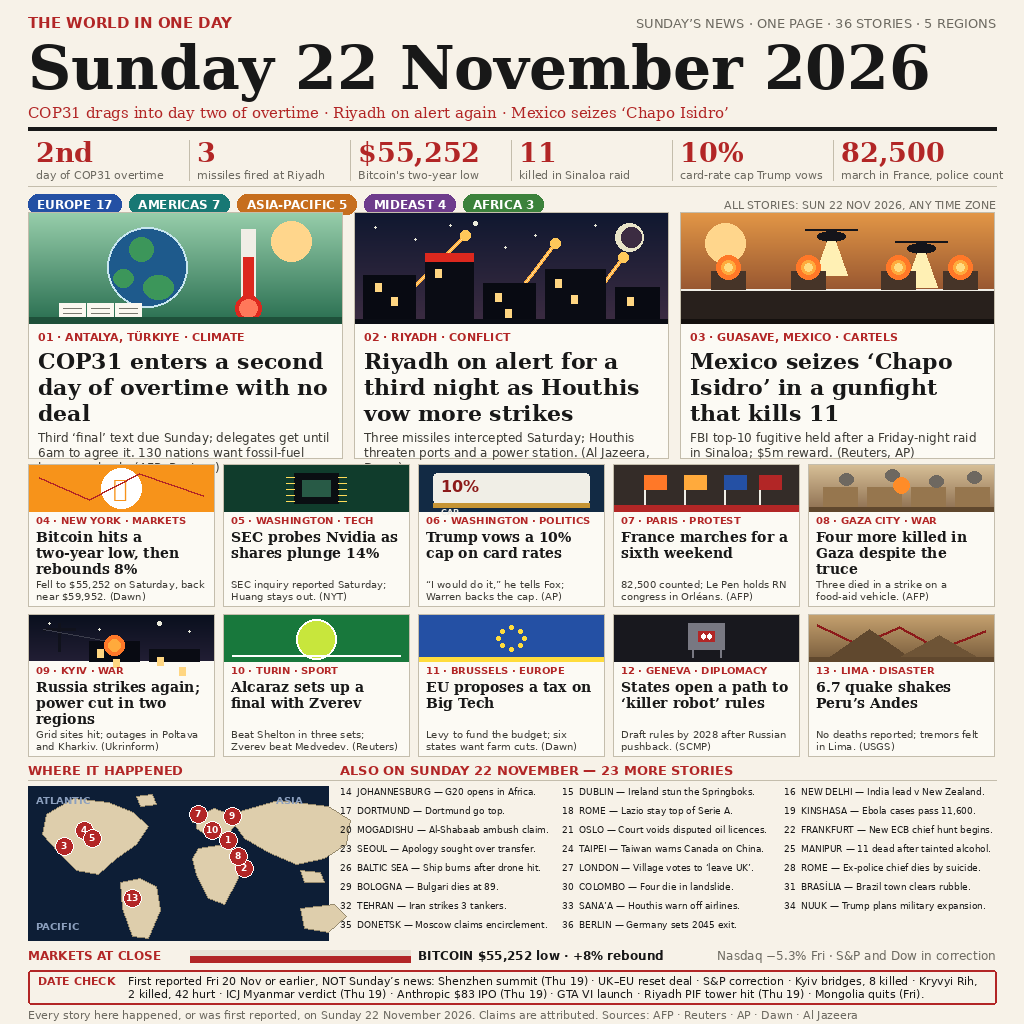 THE WORLD IN ONE DAY
SUNDAY’S NEWS · ONE PAGE · 36 STORIES · 5 REGIONS
Sunday 22 November 2026
COP31 drags into day two of overtime · Riyadh on alert again · Mexico seizes ‘Chapo Isidro’
2nd
day of COP31 overtime
3
missiles fired at Riyadh
$55,252
Bitcoin's two-year low
11
killed in Sinaloa raid
10%
card-rate cap Trump vows
82,500
march in France, police count
EUROPE 17
AMERICAS 7
ASIA-PACIFIC 5
MIDEAST 4
AFRICA 3
ALL STORIES: SUN 22 NOV 2026, ANY TIME ZONE
01 · ANTALYA, TÜRKIYE · CLIMATE
COP31 enters a second
day of overtime with no
deal
Third ‘final’ text due Sunday; delegates get until
6am to agree it. 130 nations want fossil-fuel
02 · RIYADH · CONFLICT
Riyadh on alert for a
third night as Houthis
vow more strikes
Three missiles intercepted Saturday; Houthis
threaten ports and a power station. (Al Jazeera,
03 · GUASAVE, MEXICO · CARTELS
Mexico seizes ‘Chapo
Isidro’ in a gunfight
that kills 11
FBI top-10 fugitive held after a Friday-night raid
in Sinaloa; $5m reward. (Reuters, AP)
04 · NEW YORK · MARKETS
Bitcoin hits a
two-year low, then
rebounds 8%
Fell to $55,252 on Saturday, back
near $59,952. (Dawn)
05 · WASHINGTON · TECH
SEC probes Nvidia as
shares plunge 14%
SEC inquiry reported Saturday;
Huang stays out. (NYT)
10%
CAP
06 · WASHINGTON · POLITICS
Trump vows a 10%
cap on card rates
“I would do it,” he tells Fox;
Warren backs the cap. (AP)
07 · PARIS · PROTEST
France marches for a
sixth weekend
82,500 counted; Le Pen holds RN
congress in Orléans. (AFP)
08 · GAZA CITY · WAR
Four more killed in
Gaza despite the
truce
Three died in a strike on a
food-aid vehicle. (AFP)
09 · KYIV · WAR
Russia strikes again;
power cut in two
regions
Grid sites hit; outages in Poltava
and Kharkiv. (Ukrinform)
10 · TURIN · SPORT
Alcaraz sets up a
final with Zverev
Beat Shelton in three sets;
Zverev beat Medvedev. (Reuters)
11 · BRUSSELS · EUROPE
EU proposes a tax on
Big Tech
Levy to fund the budget; six
states want farm cuts. (Dawn)
12 · GENEVA · DIPLOMACY
States open a path to
‘killer robot’ rules
Draft rules by 2028 after Russian
pushback. (SCMP)
13 · LIMA · DISASTER
6.7 quake shakes
Peru’s Andes
No deaths reported; tremors felt
in Lima. (USGS)
WHERE IT HAPPENED
ATLANTIC
ASIA
PACIFIC
7
9
10
4
5
3
1
8
2
13
ALSO ON SUNDAY 22 NOVEMBER — 23 MORE STORIES
14 JOHANNESBURG — G20 opens in Africa.
15 DUBLIN — Ireland stun the Springboks.
16 NEW DELHI — India lead v New Zealand.
17 DORTMUND — Dortmund go top.
18 ROME — Lazio stay top of Serie A.
19 KINSHASA — Ebola cases pass 11,600.
20 MOGADISHU — Al-Shabaab ambush claim.
21 OSLO — Court voids disputed oil licences.
22 FRANKFURT — New ECB chief hunt begins.
23 SEOUL — Apology sought over transfer.
24 TAIPEI — Taiwan warns Canada on China.
25 MANIPUR — 11 dead after tainted alcohol.
26 BALTIC SEA — Ship burns after drone hit.
27 LONDON — Village votes to ‘leave UK’.
28 ROME — Ex-police chief dies by suicide.
29 BOLOGNA — Bulgari dies at 89.
30 COLOMBO — Four die in landslide.
31 BRASÍLIA — Brazil town clears rubble.
32 TEHRAN — Iran strikes 3 tankers.
33 SANA’A — Houthis warn off airlines.
34 NUUK — Trump plans military expansion.
35 DONETSK — Moscow claims encirclement.
36 BERLIN — Germany sets 2045 exit.
MARKETS AT CLOSE
BITCOIN $55,252 low · +8% rebound
Nasdaq −5.3% Fri · S&P and Dow in correction
DATE CHECK
First reported Fri 20 Nov or earlier, NOT Sunday’s news: Shenzhen summit (Thu 19) · UK–EU reset deal · S&P correction · Kyiv bridges, 8 killed · Kryvyi Rih,
2 killed, 42 hurt · ICJ Myanmar verdict (Thu 19) · Anthropic $83 IPO (Thu 19) · GTA VI launch · Riyadh PIF tower hit (Thu 19) · Mongolia quits (Fri).
Every story here happened, or was first reported, on Sunday 22 November 2026. Claims are attributed. Sources: AFP · Reuters · AP · Dawn · Al Jazeera